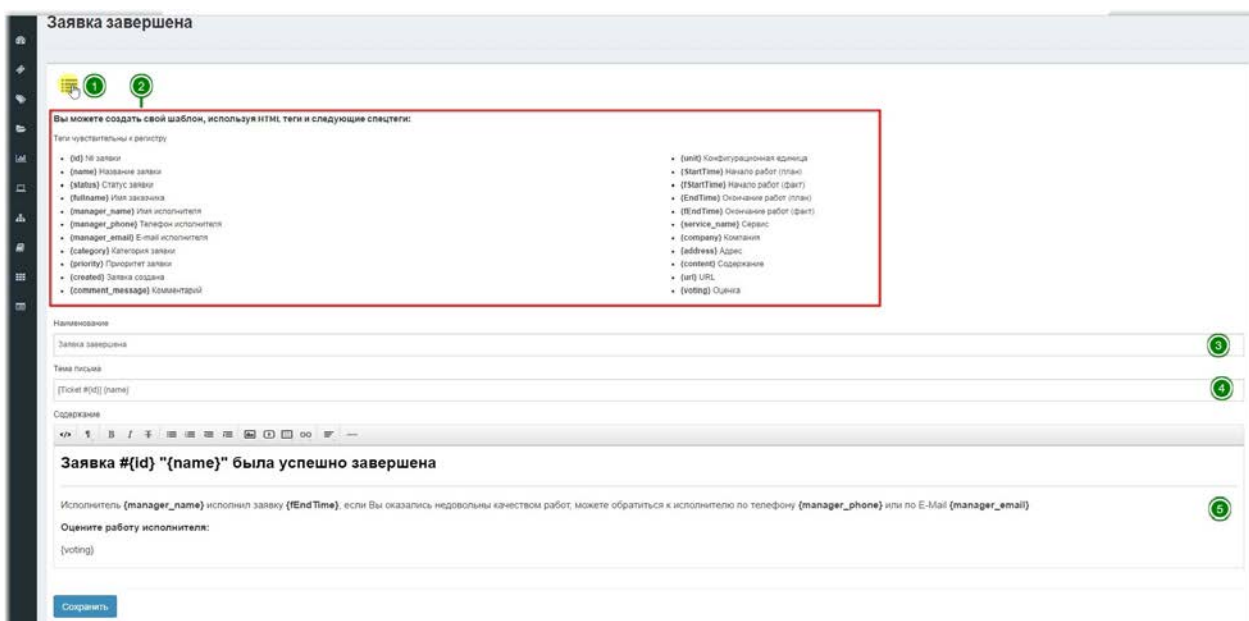 Заявка завершена
1
2
Вы можете создать свой шаблон, используя HTML теги и следующие спецтеги:
Теги чувствительны к регистру
• {id} № заявки
• {name} Название заявки
• {status} Статус заявки
• {fullname} Имя заказчика
• {manager_name} Имя исполнителя
• {manager_phone} Телефон исполнителя
• {manager_email} E-mail исполнителя
• {category} Категория заявки
• {priority} Приоритет заявки
• {created} Заявка создана
• {comment_message} Комментарий
• {unit} Конфигурационная единица
• {StartTime} Начало работ (план)
• {fStartTime} Начало работ (факт)
• {EndTime} Окончание работ (план)
• {fEndTime} Окончание работ (факт)
• {service_name} Сервис
• {company} Компания
• {address} Адрес
• {content} Содержание
• {url} URL
• {voting} Оценка
Наименование
Заявка завершена
3
Тема письма
[Ticket #{id}] {name}
4
Содержание
Заявка #{id} "{name}" была успешно завершена
Исполнитель {manager_name} исполнил заявку {fEndTime}, если Вы оказались недовольны качеством работ, можете обратиться к исполнителю по телефону {manager_phone} или по E-Mail {manager_email}
5
Оцените работу исполнителя:
{voting}
Сохранить